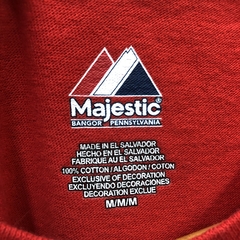 Majestic®
BANGOR PENNSYLVANIA
MADE IN EL SALVADOR
HECHO EN EL SALVADOR
FABRIQUE AU EL SALVADOR
100% COTTON / ALGODON / COTON
EXCLUSIVE OF DECORATION
EXCLUYENDO DECORACIONES
DECORATION EXCLUE
M/M/M